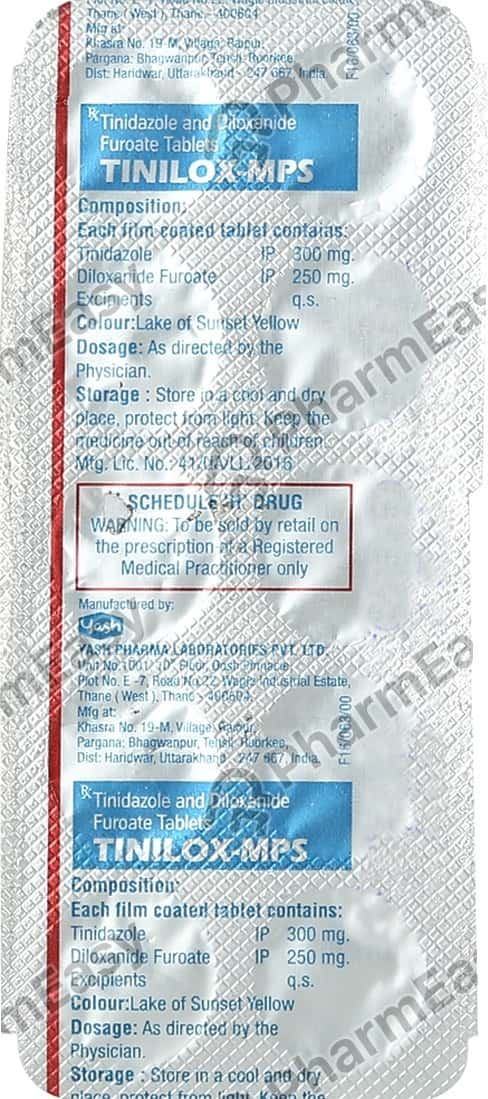 Thane (West), Thane - 400604
Mfg at:
Khasra No. 19-M, Village Raipur,
Pargana: Bhagwanpur, Tehsil Roorkee,
Dist: Haridwar, Uttarakhand - 247 667, India.
F16/063/00
Rx Tinidazole and Diloxanide
Furoate Tablets
TINILOX-MPS
Composition:
Each film coated tablet contains:
Tinidazole IP 300 mg.
Diloxanide Furoate IP 250 mg.
Excipients q.s.
Colour:Lake of Sunset Yellow
Dosage: As directed by the
Physician.
Storage : Store in a cool and dry
place, protect from light. Keep the
medicine out of reach of children.
Mfg. Lic. No.:
SCHEDULE 'H' DRUG
WARNING: To be sold by retail on
the prescription of a Registered
Medical Practitioner only
Manufactured by:
Yash
YASH PHARMA LABORATORIES PVT. LTD.
Unit No. 1001, 10th Floor, Dosti Pinnacle,
Plot No. E -7, Road No.22, Wagle Industrial Estate,
Thane (West), Thane - 400604.
Mfg at:
Khasra No. 19-M, Village Raipur,
Pargana: Bhagwanpur, Tehsil Roorkee,
Dist: Haridwar, Uttarakhand - 247 667, India.
F16/063/00
Rx Tinidazole and Diloxanide
Furoate Tablets
TINILOX-MPS
Composition:
Each film coated tablet contains:
Tinidazole IP 300 mg.
Diloxanide Furoate IP 250 mg.
Excipients q.s.
Colour:Lake of Sunset Yellow
Dosage: As directed by the
Physician.
Storage : Store in a cool and dry
place, protect from light. Keep the
PharmEasy
PharmEasy
PharmEasy
PharmEasy